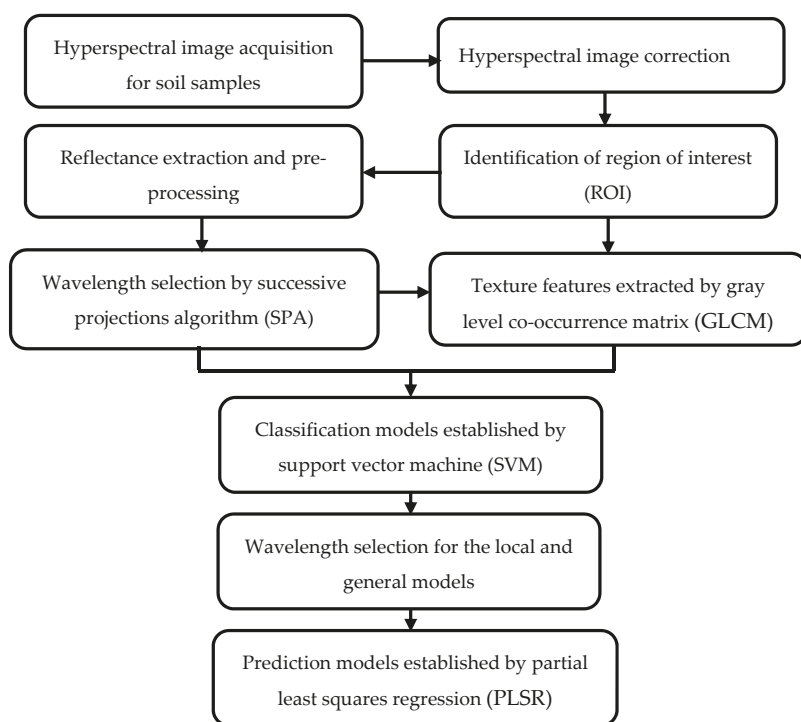 Hyperspectral image acquisition
for soil samples
Hyperspectral image correction
Reflectance extraction and pre-
processing
Identification of region of interest
(ROI)
Wavelength selection by successive
projections algorithm (SPA)
Texture features extracted by gray
level co-occurrence matrix (GLCM)
Classification models established by
support vector machine (SVM)
Wavelength selection for the local and
general models
Prediction models established by partial
least squares regression (PLSR)